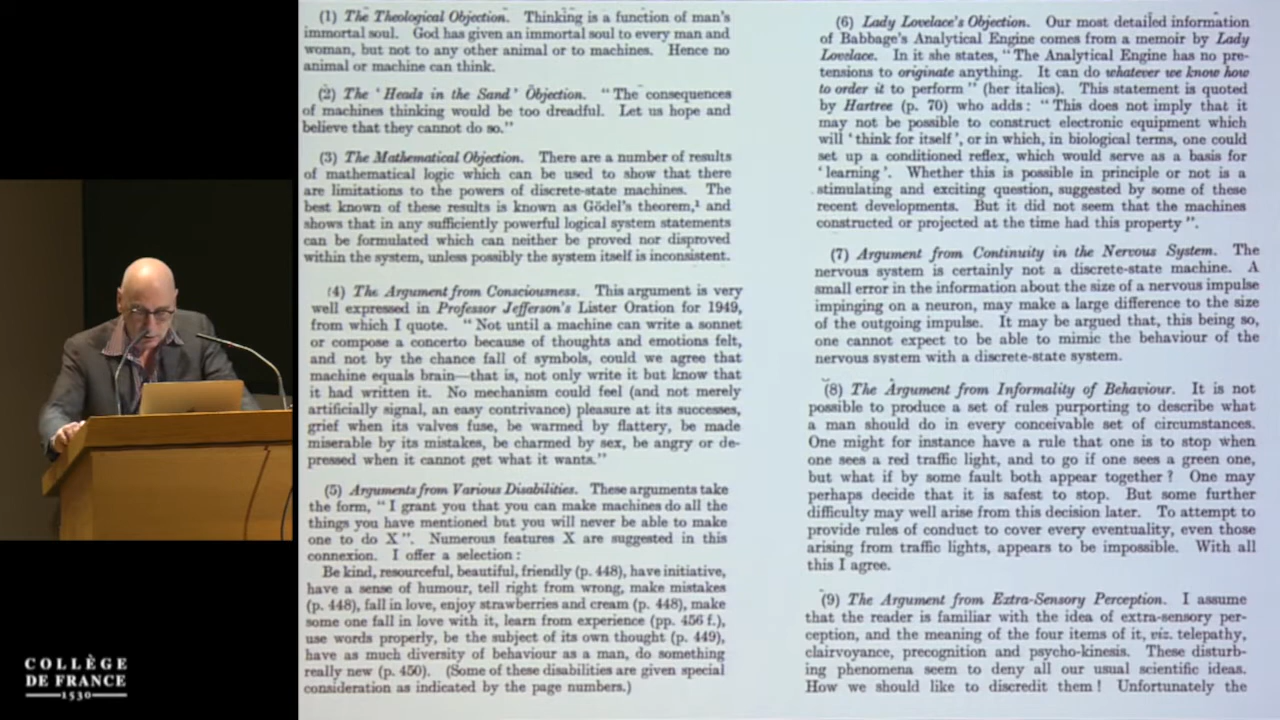 (1) The Theological Objection. Thinking is a function of man's
immortal soul. God has given an immortal soul to every man and
woman, but not to any other animal or to machines. Hence no
animal or machine can think.
(2) The 'Heads in the Sand' Objection. "The consequences
of machines thinking would be too dreadful. Let us hope and
believe that they cannot do so."
(3) The Mathematical Objection. There are a number of results
of mathematical logic which can be used to show that there
are limitations to the powers of discrete-state machines. The
best known of these results is known as Gödel's theorem,¹ and
shows that in any sufficiently powerful logical system statements
can be formulated which can neither be proved nor disproved
within the system, unless possibly the system itself is inconsistent.
(4) The Argument from Consciousness. This argument is very
well expressed in Professor Jefferson's Lister Oration for 1949,
from which I quote. "Not until a machine can write a sonnet
or compose a concerto because of thoughts and emotions felt,
and not by the chance fall of symbols, could we agree that
machine equals brain—that is, not only write it but know that
it had written it. No mechanism could feel (and not merely
artificially signal, an easy contrivance) pleasure at its successes,
grief when its valves fuse, be warmed by flattery, be made
miserable by its mistakes, be charmed by sex, be angry or de-
pressed when it cannot get what it wants."
(5) Arguments from Various Disabilities. These arguments take
the form, "I grant you that you can make machines do all the
things you have mentioned but you will never be able to make
one to do X". Numerous features X are suggested in this
connexion. I offer a selection :
Be kind, resourceful, beautiful, friendly (p. 448), have initiative,
have a sense of humour, tell right from wrong, make mistakes
(p. 448), fall in love, enjoy strawberries and cream (p. 448), make
some one fall in love with it, learn from experience (pp. 456 f.),
use words properly, be the subject of its own thought (p. 449),
have as much diversity of behaviour as a man, do something
really new (p. 450). (Some of these disabilities are given special
consideration as indicated by the page numbers.)
(6) Lady Lovelace's Objection. Our most detailed information
of Babbage's Analytical Engine comes from a memoir by Lady
Lovelace. In it she states, "The Analytical Engine has no pre-
tensions to originate anything. It can do whatever we know how
to order it to perform" (her italics). This statement is quoted
by Hartree (p. 70) who adds : "This does not imply that it
may not be possible to construct electronic equipment which
will 'think for itself', or in which, in biological terms, one could
set up a conditioned reflex, which would serve as a basis for
'learning'. Whether this is possible in principle or not is a
stimulating and exciting question, suggested by some of these
recent developments. But it did not seem that the machines
constructed or projected at the time had this property".
(7) Argument from Continuity in the Nervous System. The
nervous system is certainly not a discrete-state machine. A
small error in the information about the size of a nervous impulse
impinging on a neuron, may make a large difference to the size
of the outgoing impulse. It may be argued that, this being so,
one cannot expect to be able to mimic the behaviour of the
nervous system with a discrete-state system.
(8) The Argument from Informality of Behaviour. It is not
possible to produce a set of rules purporting to describe what
a man should do in every conceivable set of circumstances.
One might for instance have a rule that one is to stop when
one sees a red traffic light, and to go if one sees a green one,
but what if by some fault both appear together ? One may
perhaps decide that it is safest to stop. But some further
difficulty may well arise from this decision later. To attempt to
provide rules of conduct to cover every eventuality, even those
arising from traffic lights, appears to be impossible. With all
this I agree.
(9) The Argument from Extra-Sensory Perception. I assume
that the reader is familiar with the idea of extra-sensory per-
ception, and the meaning of the four items of it, viz. telepathy,
clairvoyance, precognition and psycho-kinesis. These disturb-
ing phenomena seem to deny all our usual scientific ideas.
How we should like to discredit them ! Unfortunately the
COLLÈGE
DE FRANCE
1530